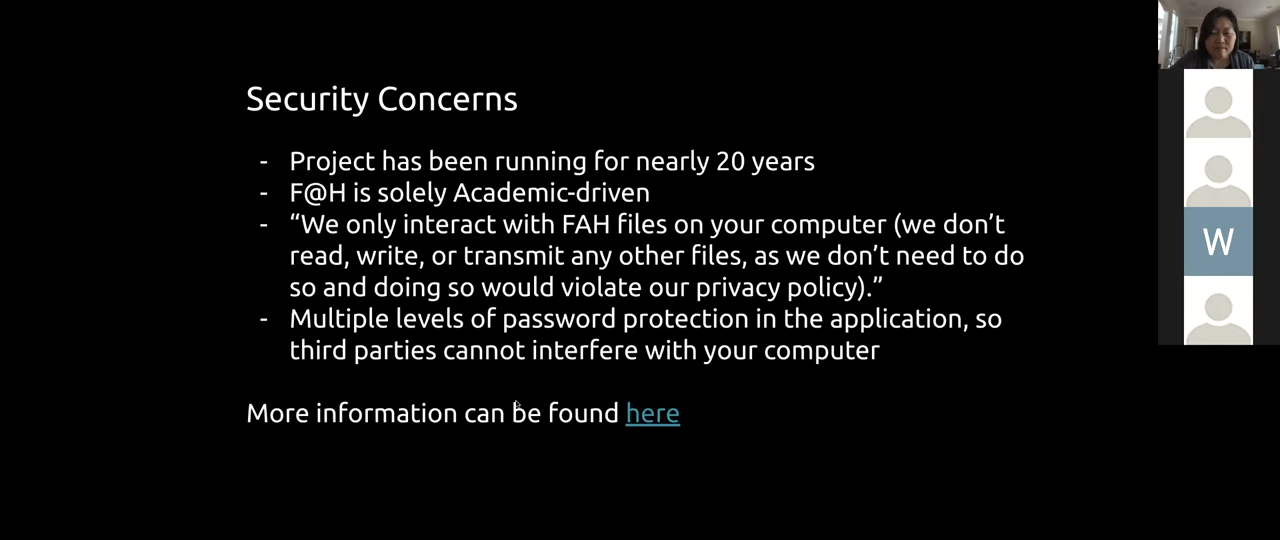 Security Concerns
- Project has been running for nearly 20 years
- F@H is solely Academic-driven
- “We only interact with FAH files on your computer (we don’t
read, write, or transmit any other files, as we don’t need to do
so and doing so would violate our privacy policy).”
- Multiple levels of password protection in the application, so
third parties cannot interfere with your computer
More information can be found here
W